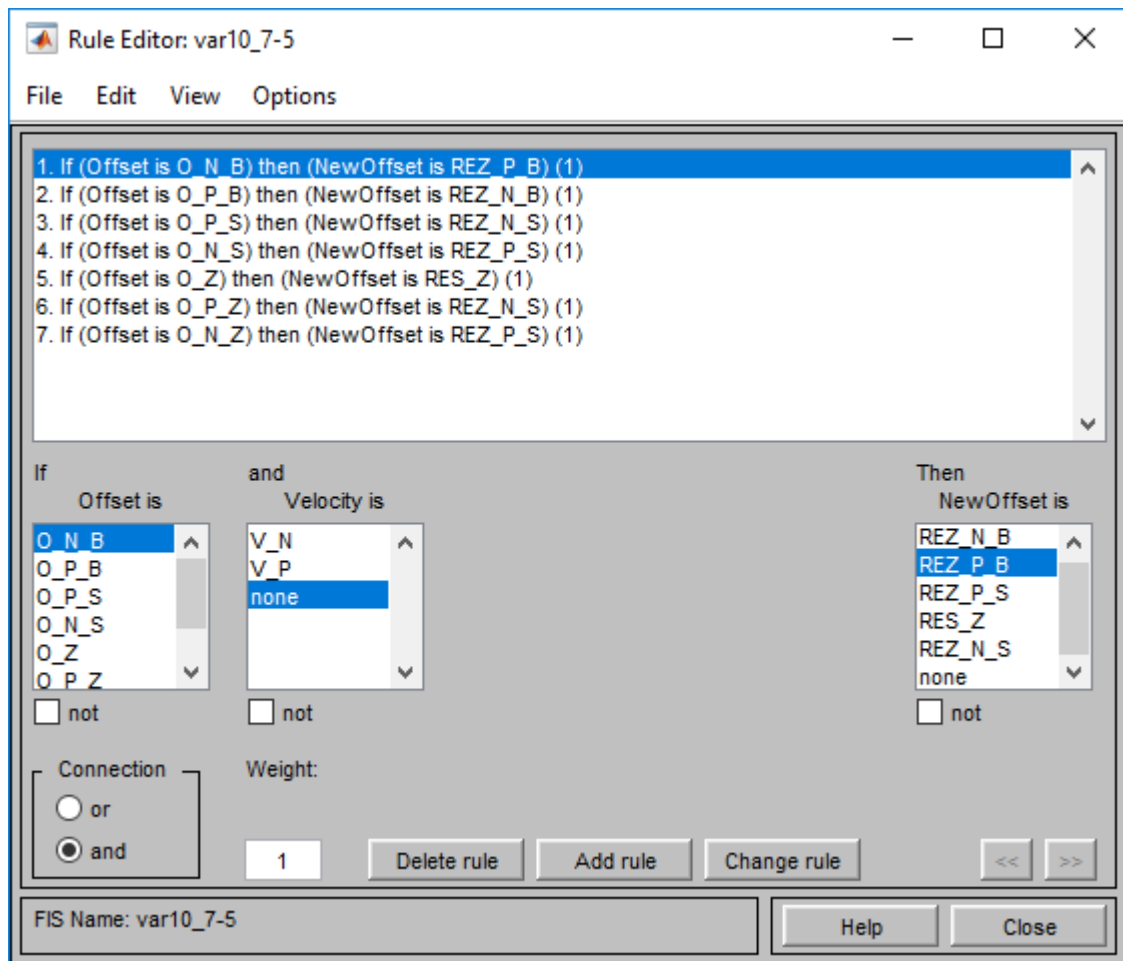 Rule Editor: var10_7-5
File Edit View Options
1. If (Offset is O_N_B) then (NewOffset is REZ_P_B) (1)
2. If (Offset is O_P_B) then (NewOffset is REZ_N_B) (1)
3. If (Offset is O_P_S) then (NewOffset is REZ_N_S) (1)
4. If (Offset is O_N_S) then (NewOffset is REZ_P_S) (1)
5. If (Offset is O_Z) then (NewOffset is RES_Z) (1)
6. If (Offset is O_P_Z) then (NewOffset is REZ_N_S) (1)
7. If (Offset is O_N_Z) then (NewOffset is REZ_P_S) (1)
If
Offset is
O_N_B
O_P_B
O_P_S
O_N_S
O_Z
O_P_Z
not
and
Velocity is
V_N
V_P
none
not
Then
NewOffset is
REZ_N_B
REZ_P_B
REZ_P_S
RES_Z
REZ_N_S
none
not
Connection
or
and
Weight:
1
Delete rule
Add rule
Change rule
<<
>>
FIS Name: var10_7-5
Help
Close